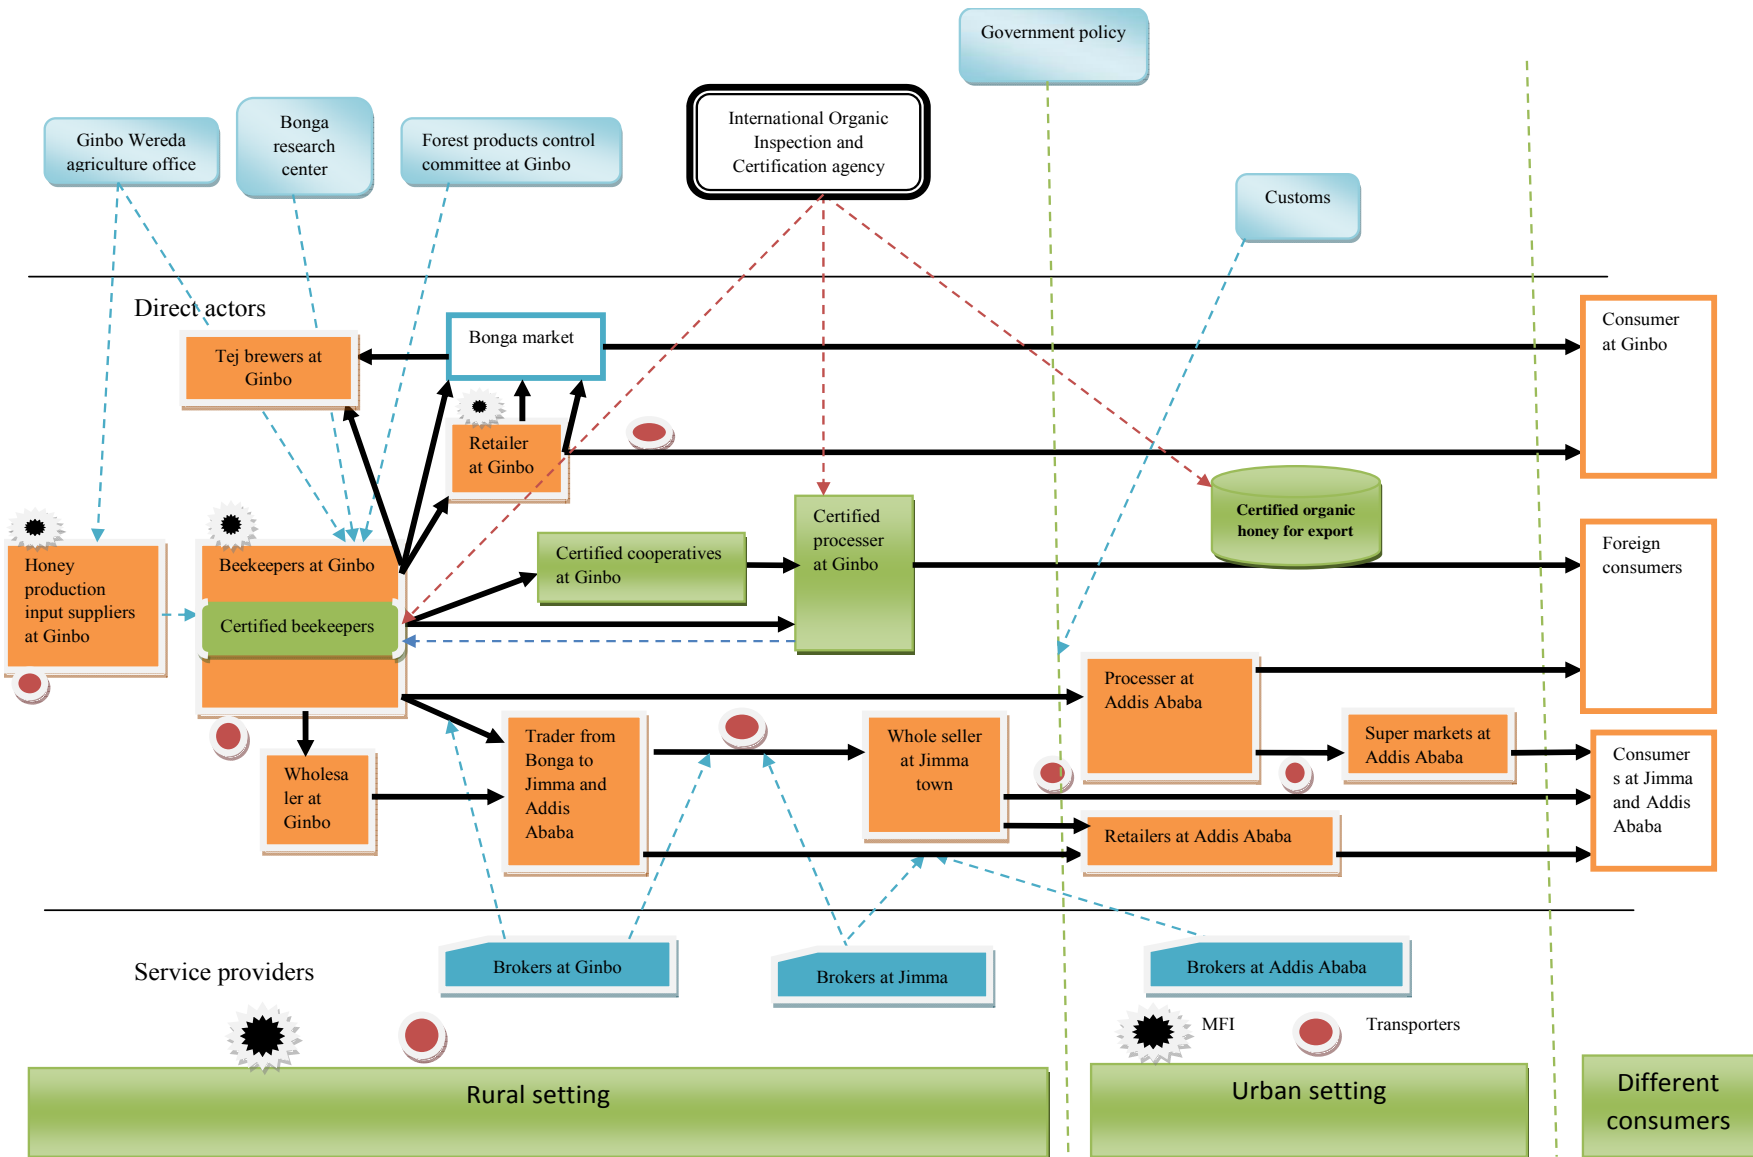 Government policy
International Organic
Inspection and
Certification agency
Ginbo Wereda
agriculture office
Bonga
research
center
Forest products control
committee at Ginbo
Customs
Direct actors
Tej brewers at
Ginbo
Bonga market
Consumer
at Ginbo
Retailer
at Ginbo
Certified organic
honey for export
Certified
processer
at Ginbo
Certified cooperatives
at Ginbo
Foreign
consumers
Honey
production
input suppliers
at Ginbo
Beekeepers at Ginbo
Certified beekeepers
Processer at
Addis Ababa
Super markets at
Addis Ababa
Trader from
Bonga to
Jimma and
Addis
Ababa
Whole seller
at Jimma
town
Consumer
s at Jimma
and Addis
Ababa
Wholesa
ler at
Ginbo
Retailers at Addis Ababa
Service providers
Brokers at Ginbo
Brokers at Jimma
Brokers at Addis Ababa
MFI
Transporters
Rural setting
Urban setting
Different
consumers